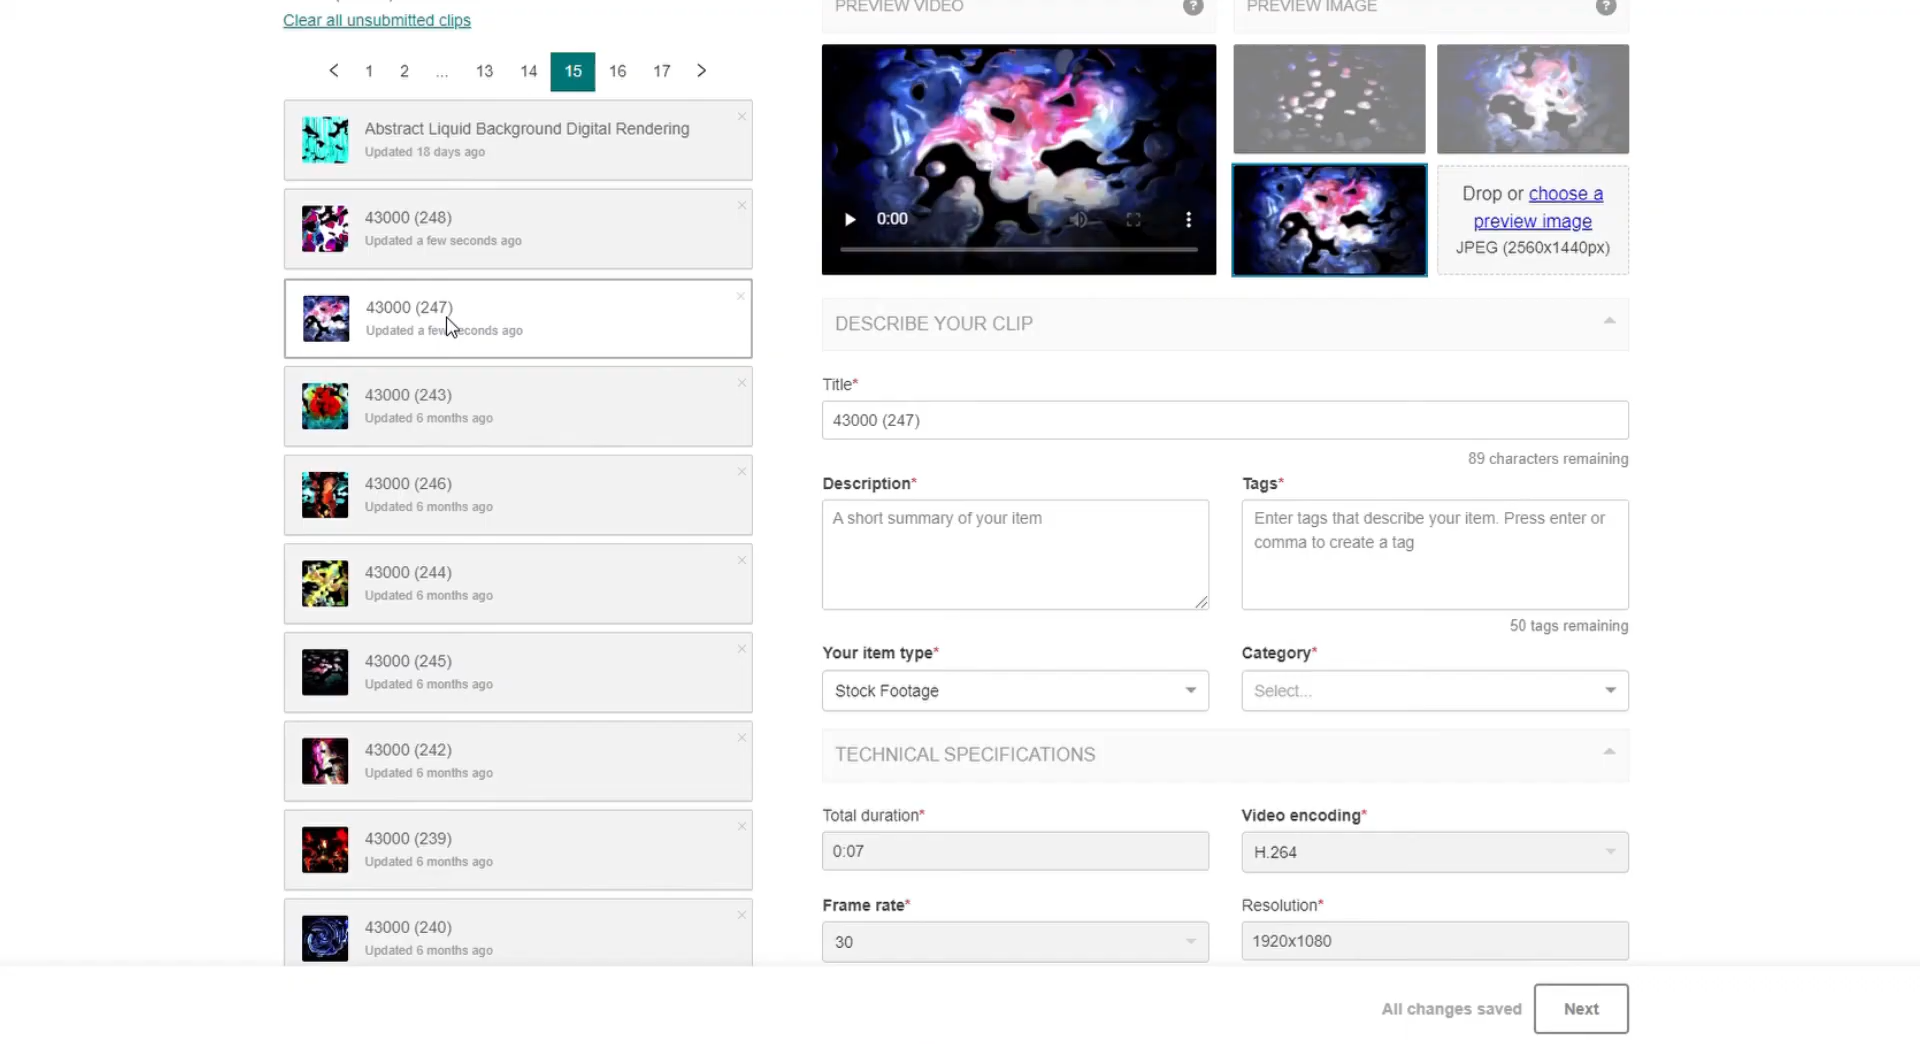 Clear all unsubmitted clips
1 2 ... 13 14 15 16 17
Abstract Liquid Background Digital Rendering
Updated 18 days ago
43000 (248)
Updated a few seconds ago
43000 (247)
Updated a few seconds ago
43000 (243)
Updated 6 months ago
43000 (246)
Updated 6 months ago
43000 (244)
Updated 6 months ago
43000 (245)
Updated 6 months ago
43000 (242)
Updated 6 months ago
43000 (239)
Updated 6 months ago
43000 (240)
Updated 6 months ago
PREVIEW VIDEO
?
PREVIEW IMAGE
?
0:00
Drop or choose a
preview image
JPEG (2560x1440px)
DESCRIBE YOUR CLIP
Title*
43000 (247)
89 characters remaining
Description*
A short summary of your item
Tags*
Enter tags that describe your item. Press enter or
comma to create a tag
50 tags remaining
Your item type*
Stock Footage
Category*
Select...
TECHNICAL SPECIFICATIONS
Total duration*
0:07
Video encoding*
H.264
Frame rate*
30
Resolution*
1920x1080
All changes saved
Next